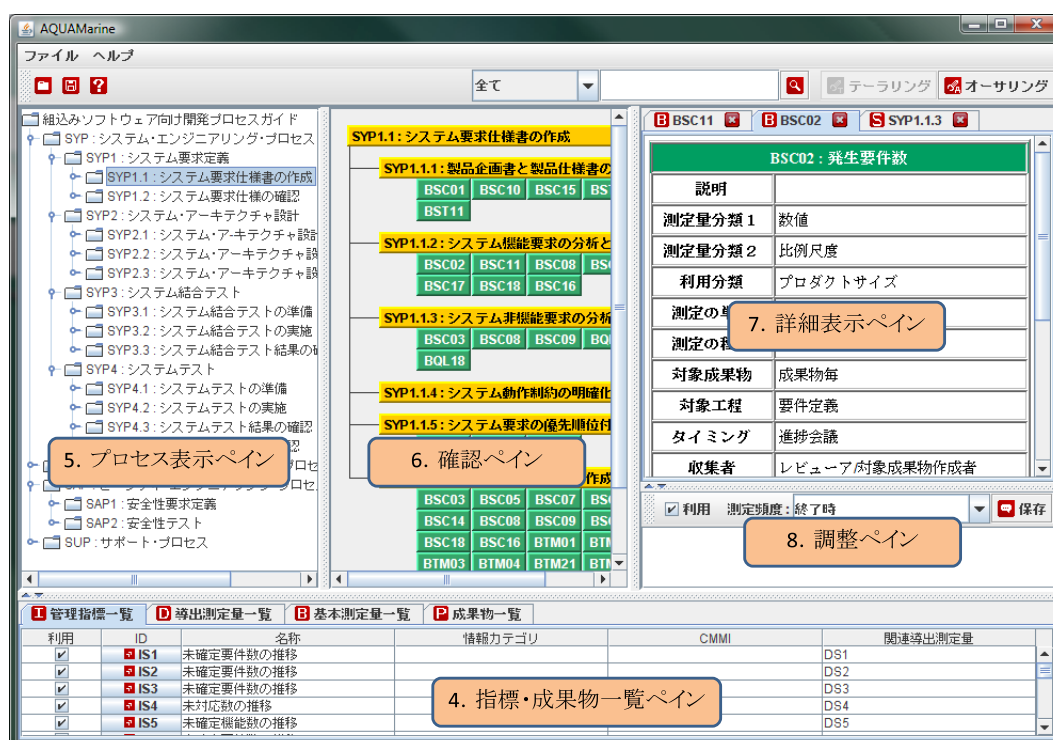 AQUAMarine
ファイル ヘルプ
全て
テーラリング
オーサリング
組込みソフトウェア向け開発プロセスガイド
SYP：システム・エンジニアリング・プロセス
SYP1：システム要求定義
SYP1.1：システム要求仕様書の作成
SYP1.2：システム要求仕様の確認
SYP2：システム・アーキテクチャ設計
SYP2.1：システム・アーキテクチャ設計
SYP2.2：システム・アーキテクチャ設
SYP2.3：システム・アーキテクチャ設
SYP3：システム結合テスト
SYP3.1：システム結合テストの準備
SYP3.2：システム結合テストの実施
SYP3.3：システム結合テスト結果の確
SYP4：システムテスト
SYP4.1：システムテストの準備
SYP4.2：システムテストの実施
SYP4.3：システムテスト結果の確認
5. プロセス表示ペイン
SAP1：安全性要求定義
SAP2：安全性テスト
SUP：サポート・プロセス
SYP1.1：システム要求仕様書の作成
SYP1.1.1：製品企画書と製品仕様書の
BSC01 BSC10 BSC15 BST
BST11
SYP1.1.2：システム機能要求の分析と
BSC02 BSC11 BSC08 BSC
BSC17 BSC18 BSC16
SYP1.1.3：システム非機能要求の分析
BSC03 BSC08 BSC09 BQL
BQL18
SYP1.1.4：システム動作制約の明確化
SYP1.1.5：システム要求の優先順位付
6. 確認ペイン
作成
BSC03 BSC05 BSC07 BSC
BSC14 BSC08 BSC09 BSC
BSC18 BSC16 BTM01 BTM
BTM03 BTM04 BTM21 BTM
BSC11 BSC02 SYP1.1.3
BSC02：発生要件数
説明
測定量分類１ 数値
測定量分類２ 比例尺度
利用分類 プロダクトサイズ
測定の単
測定の種
7. 詳細表示ペイン
対象成果物 成果物毎
対象工程 要件定義
タイミング 進捗会議
収集者 レビューア/対象成果物作成者
利用 測定頻度：終了時 保存
8. 調整ペイン
管理指標一覧 導出測定量一覧 基本測定量一覧 成果物一覧
利用 ID 名称 情報カテゴリ CMMI 関連導出測定量
IS1 未確定要件数の推移 DS1
IS2 未確定要件数の推移 DS2
IS3 未確定要件数の推移 DS3
IS4 未対応数の推移 DS4
IS5 未確定機能数の推移 DS5
4. 指標・成果物一覧ペイン